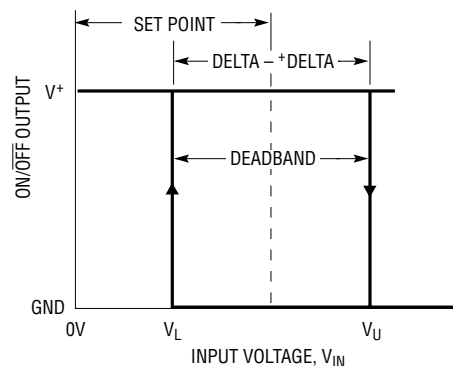 SET POINT
DELTA – +DELTA
V+
DEADBAND
ON/OFF OUTPUT
GND
0V
VL
VU
INPUT VOLTAGE, VIN